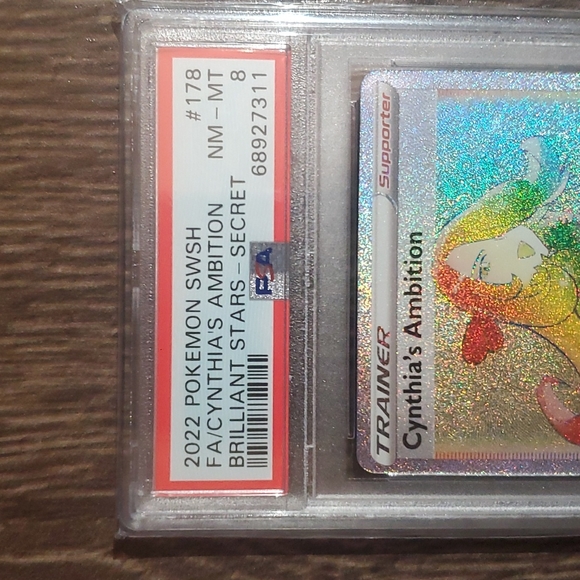 2022 POKEMON SWSH #178
FA/CYNTHIA'S AMBITION NM - MT
BRILLIANT STARS - SECRET 8
68927311
PSA
TRAINER Supporter
Cynthia's Ambition